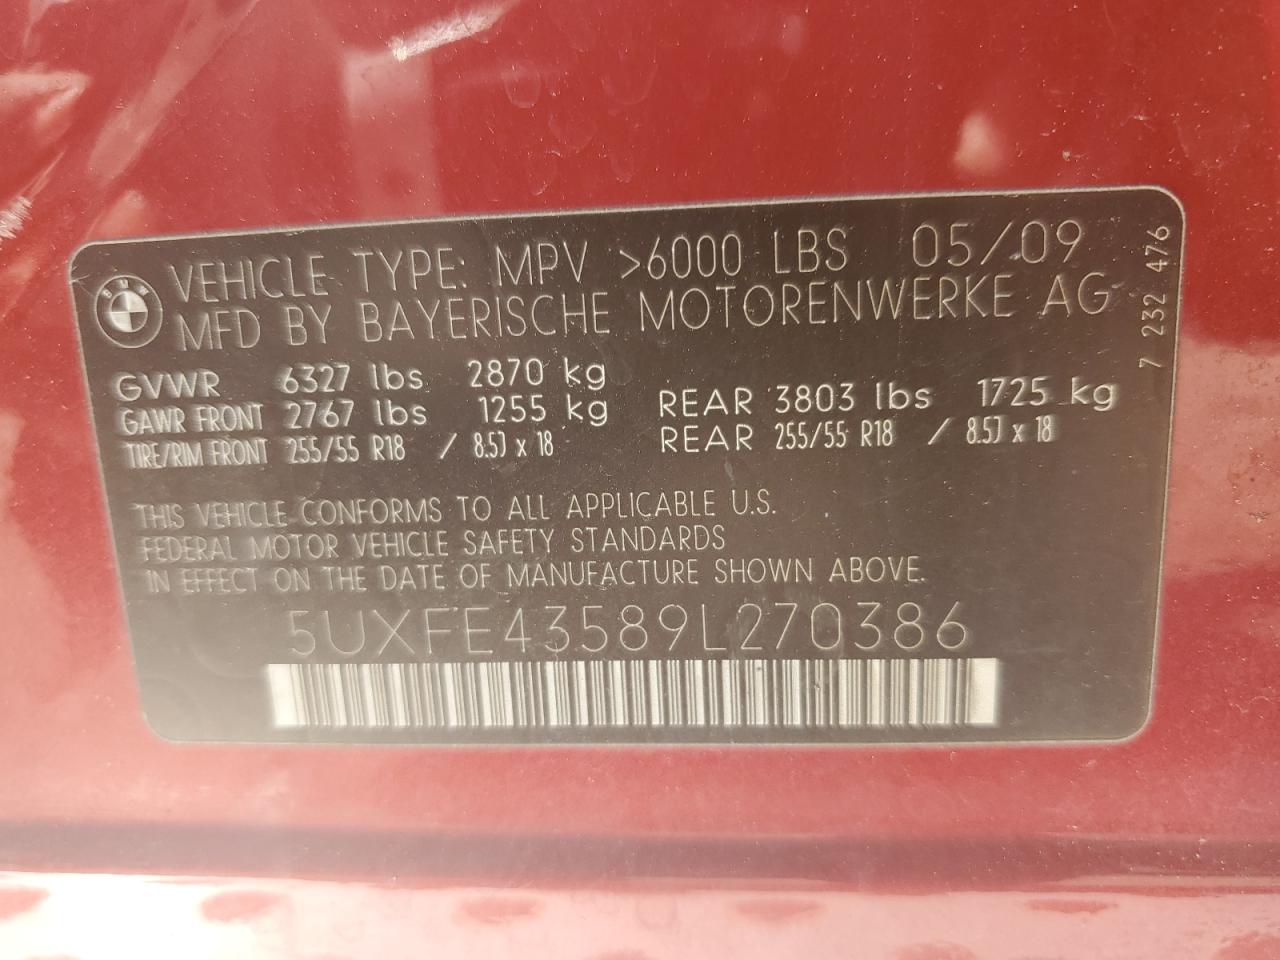 BMW
VEHICLE TYPE: MPV >6000 LBS 05/09
MFD BY BAYERISCHE MOTORENWERKE AG
7 232 476
GVWR 6327 lbs 2870 kg
GAWR FRONT 2767 lbs 1255 kg REAR 3803 lbs 1725 kg
TIRE/RIM FRONT 255/55 R18 / 8.5J x 18 REAR 255/55 R18 / 8.5J x 18
THIS VEHICLE CONFORMS TO ALL APPLICABLE U.S.
FEDERAL MOTOR VEHICLE SAFETY STANDARDS
IN EFFECT ON THE DATE OF MANUFACTURE SHOWN ABOVE.
5UXFE43589L270386